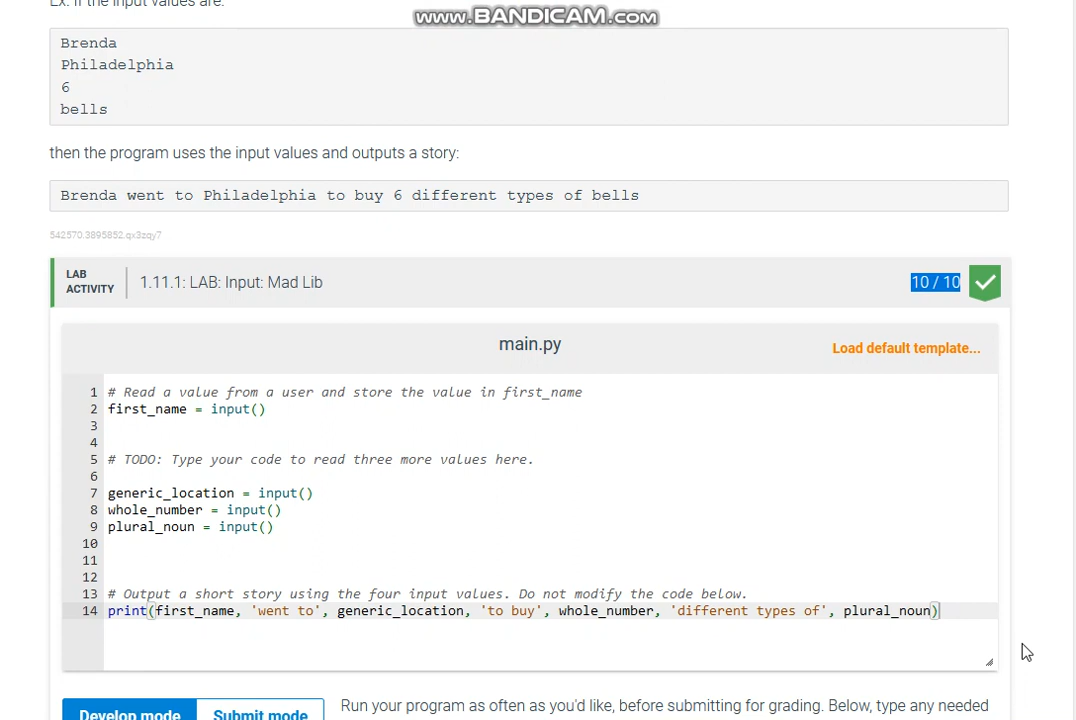 Ex: If the input values are:
www.BANDICAM.com
Brenda
Philadelphia
6
bells
then the program uses the input values and outputs a story:
Brenda went to Philadelphia to buy 6 different types of bells
542570.3895852.qx3zqy7
LAB
ACTIVITY
1.11.1: LAB: Input: Mad Lib
10 / 10
main.py
Load default template...
1 # Read a value from a user and store the value in first_name
2 first_name = input()
3
4
5 # TODO: Type your code to read three more values here.
6
7 generic_location = input()
8 whole_number = input()
9 plural_noun = input()
10
11
12
13 # Output a short story using the four input values. Do not modify the code below.
14 print(first_name, 'went to', generic_location, 'to buy', whole_number, 'different types of', plural_noun)
Develop mode
Submit mode
Run your program as often as you'd like, before submitting for grading. Below, type any needed